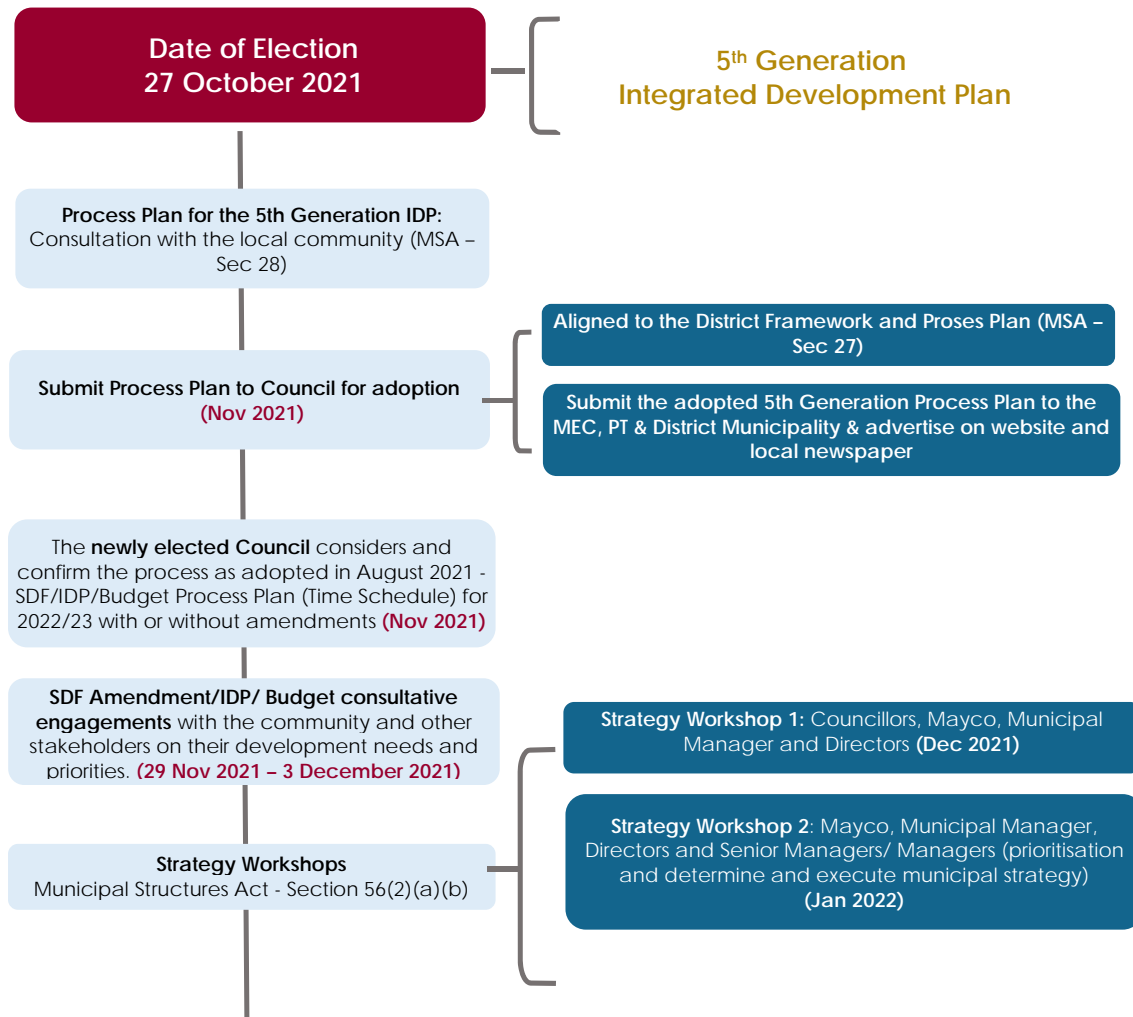 Date of Election
27 October 2021
5th Generation
Integrated Development Plan
Process Plan for the 5th Generation IDP:
Consultation with the local community (MSA –
Sec 28)
Submit Process Plan to Council for adoption
(Nov 2021)
Aligned to the District Framework and Proses Plan (MSA –
Sec 27)
Submit the adopted 5th Generation Process Plan to the
MEC, PT & District Municipality & advertise on website and
local newspaper
The newly elected Council considers and
confirm the process as adopted in August 2021 -
SDF/IDP/Budget Process Plan (Time Schedule) for
2022/23 with or without amendments (Nov 2021)
SDF Amendment/IDP/ Budget consultative
engagements with the community and other
stakeholders on their development needs and
priorities. (29 Nov 2021 – 3 December 2021)
Strategy Workshops
Municipal Structures Act - Section 56(2)(a)(b)
Strategy Workshop 1: Councillors, Mayco, Municipal
Manager and Directors (Dec 2021)
Strategy Workshop 2: Mayco, Municipal Manager,
Directors and Senior Managers/ Managers (prioritisation
and determine and execute municipal strategy)
(Jan 2022)